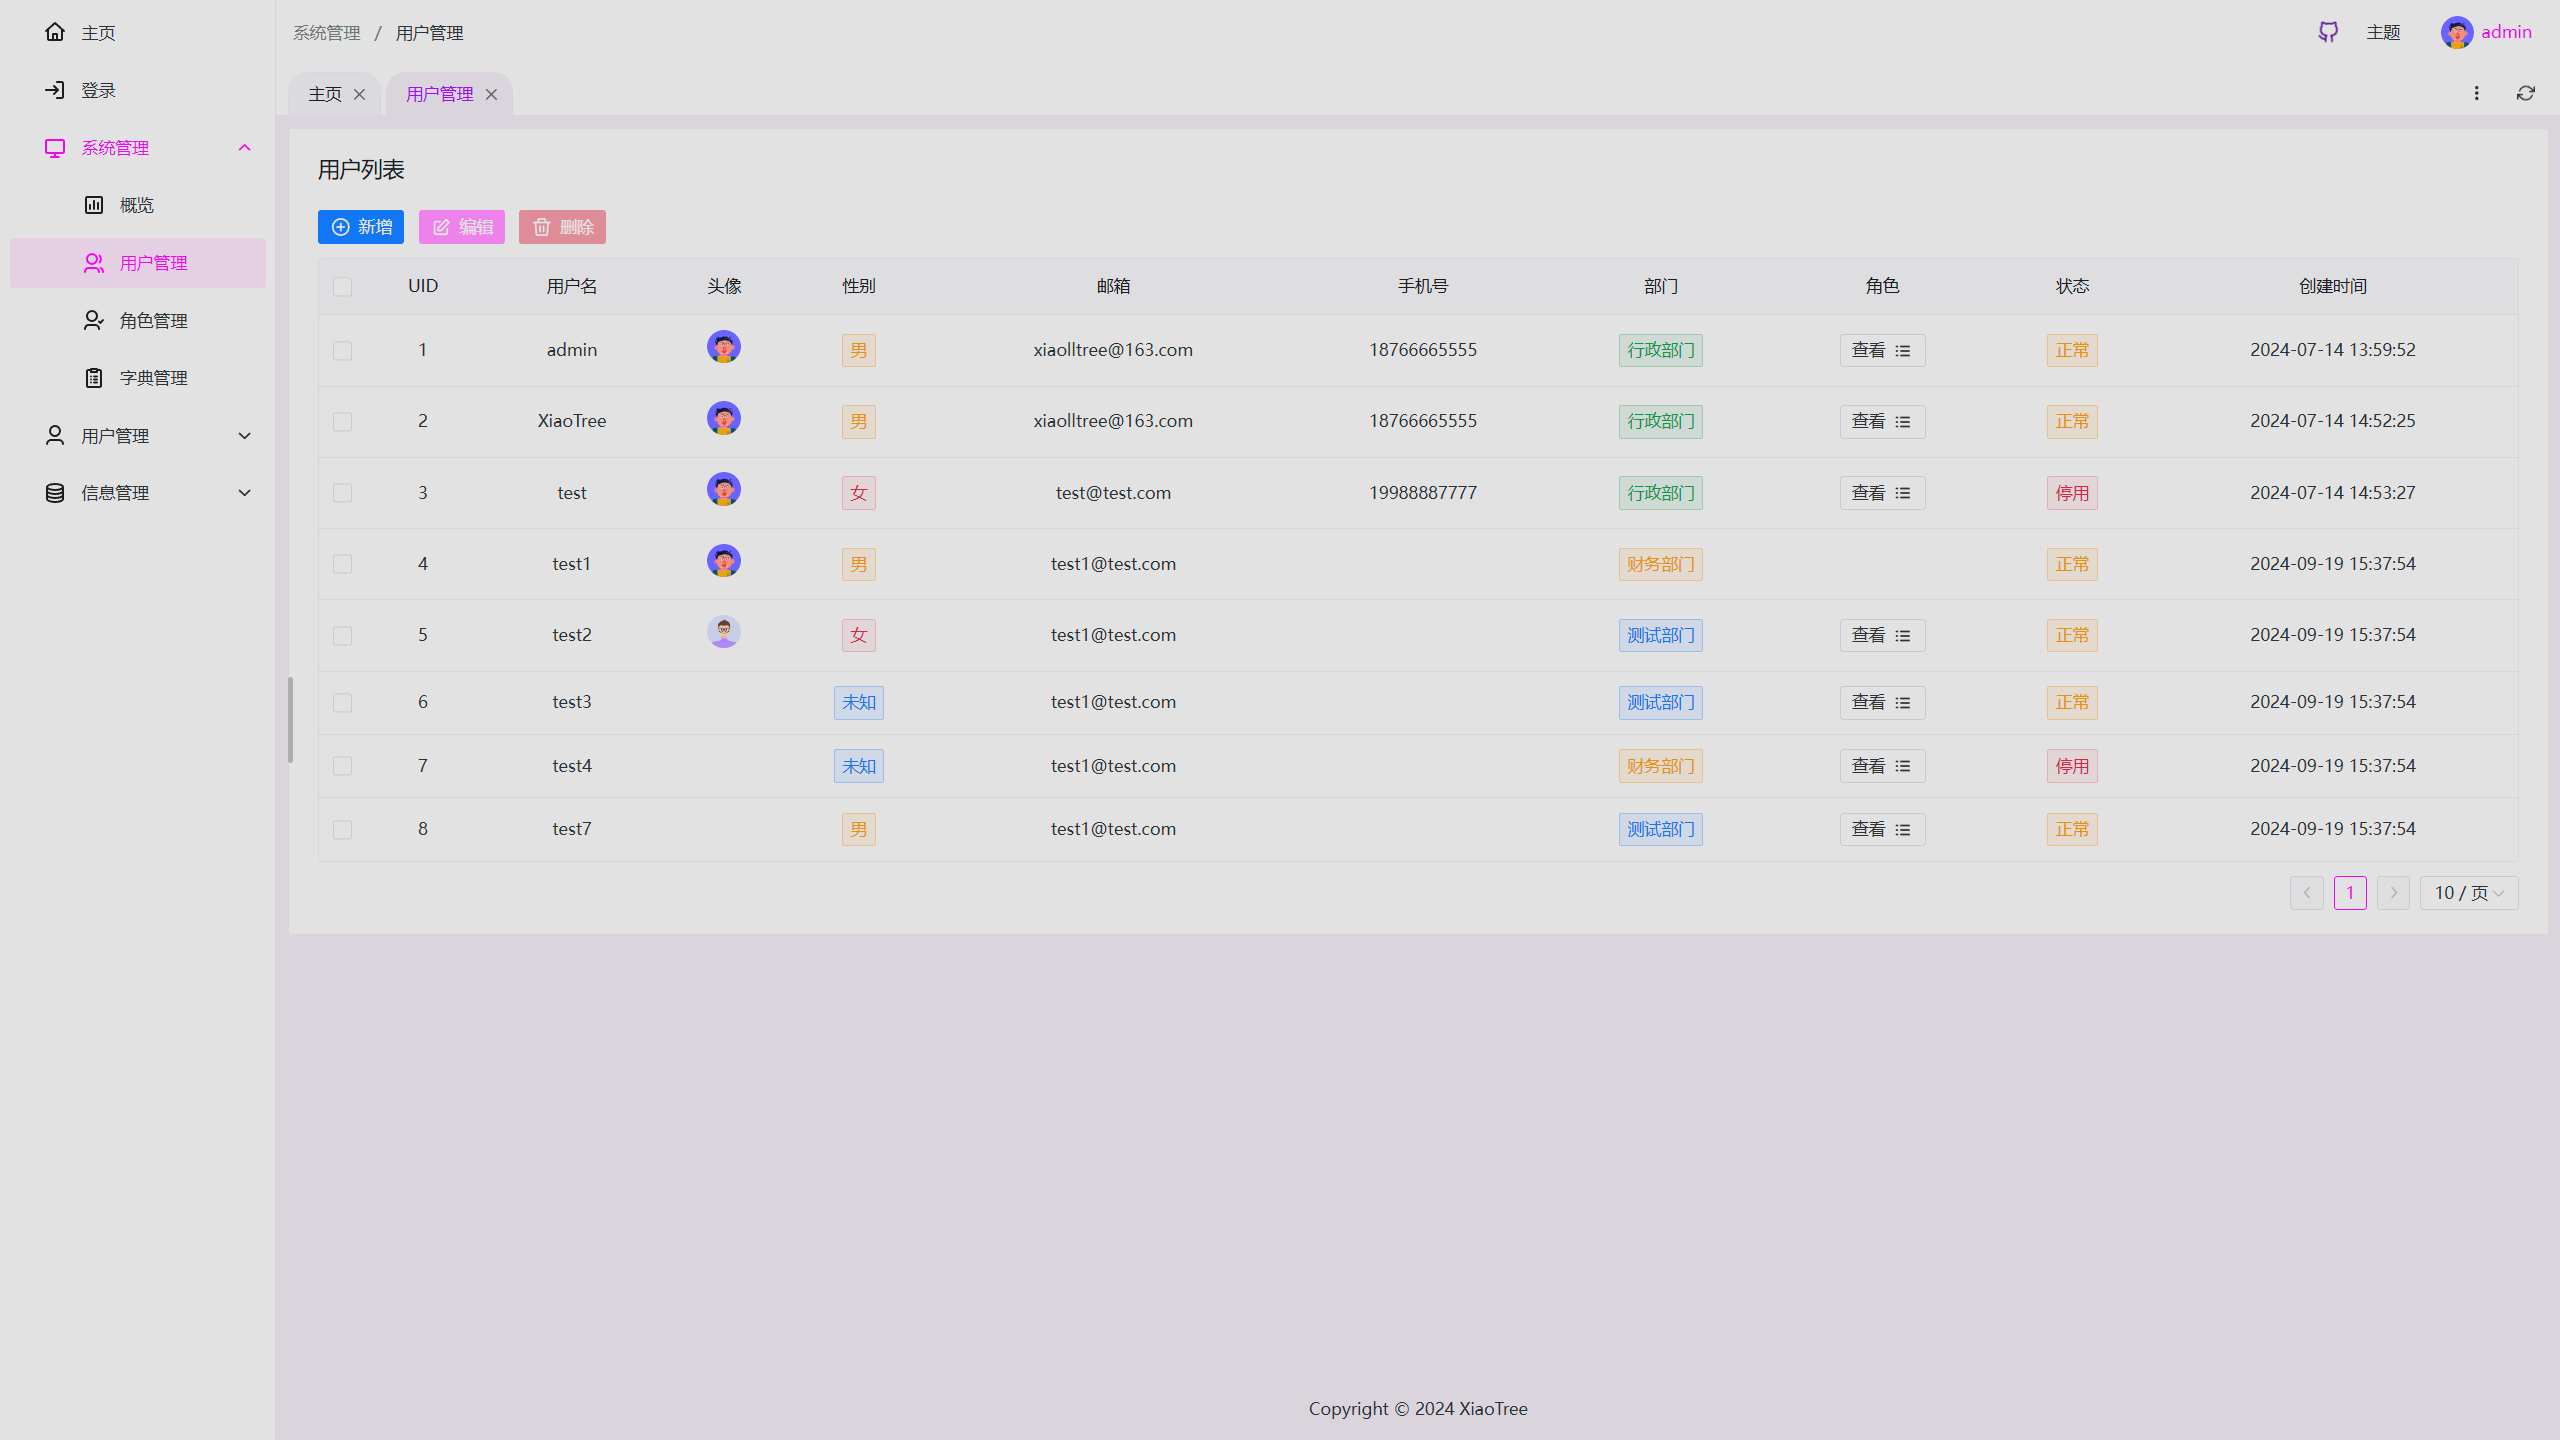 主页
登录
系统管理
概览
用户管理
角色管理
字典管理
用户管理
信息管理
系统管理 / 用户管理
主题 admin
主页 用户管理
用户列表
新增 编辑 删除
UID 用户名 头像 性别 邮箱 手机号 部门 角色 状态 创建时间
1 admin 男 xiaolltree@163.com 18766665555 行政部门 查看 正常 2024-07-14 13:59:52
2 XiaoTree 男 xiaolltree@163.com 18766665555 行政部门 查看 正常 2024-07-14 14:52:25
3 test 女 test@test.com 19988887777 行政部门 查看 停用 2024-07-14 14:53:27
4 test1 男 test1@test.com 财务部门 正常 2024-09-19 15:37:54
5 test2 女 test1@test.com 测试部门 查看 正常 2024-09-19 15:37:54
6 test3 未知 test1@test.com 测试部门 查看 正常 2024-09-19 15:37:54
7 test4 未知 test1@test.com 财务部门 查看 停用 2024-09-19 15:37:54
8 test7 男 test1@test.com 测试部门 查看 正常 2024-09-19 15:37:54
1 10 / 页
Copyright © 2024 XiaoTree